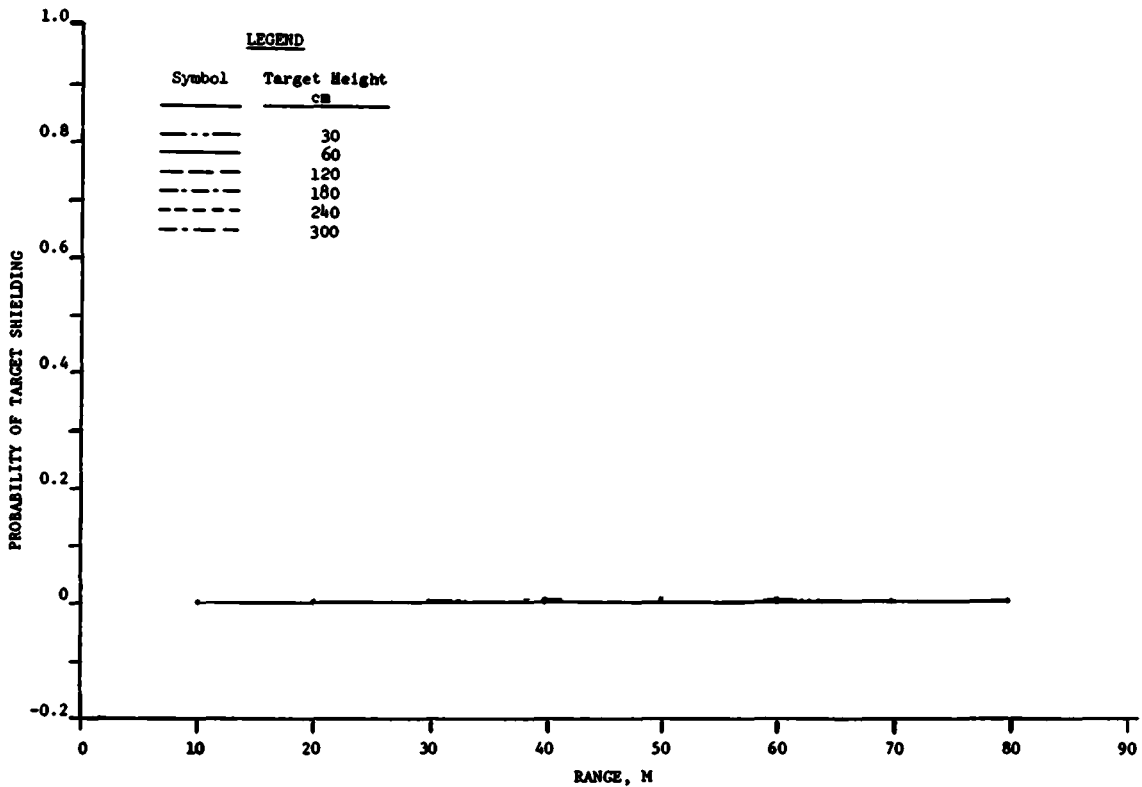 1.0
LEGEND
Symbol Target Height
cm
30
60
120
180
240
300
0.8
0.6
0.4
0.2
0
-0.2
PROBABILITY OF TARGET SHIELDING
0 10 20 30 40 50 60 70 80 90
RANGE, M